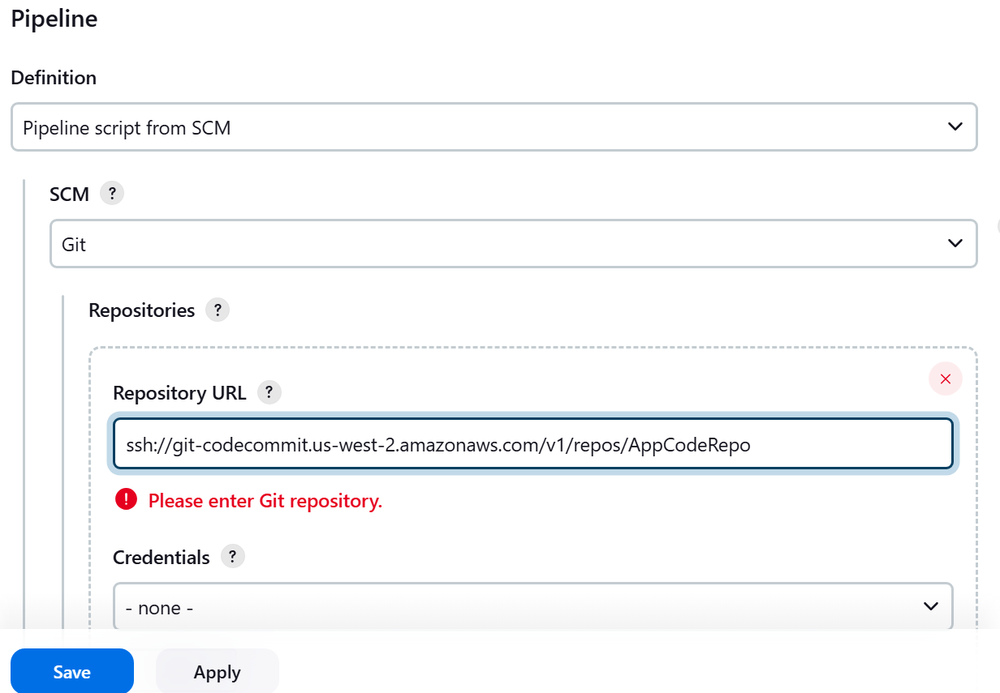 Pipeline
Definition
Pipeline script from SCM
SCM ?
Git
Repositories ?
Repository URL ?
ssh://git-codecommit.us-west-2.amazonaws.com/v1/repos/AppCodeRepo
! Please enter Git repository.
Credentials ?
- none -
Save Apply